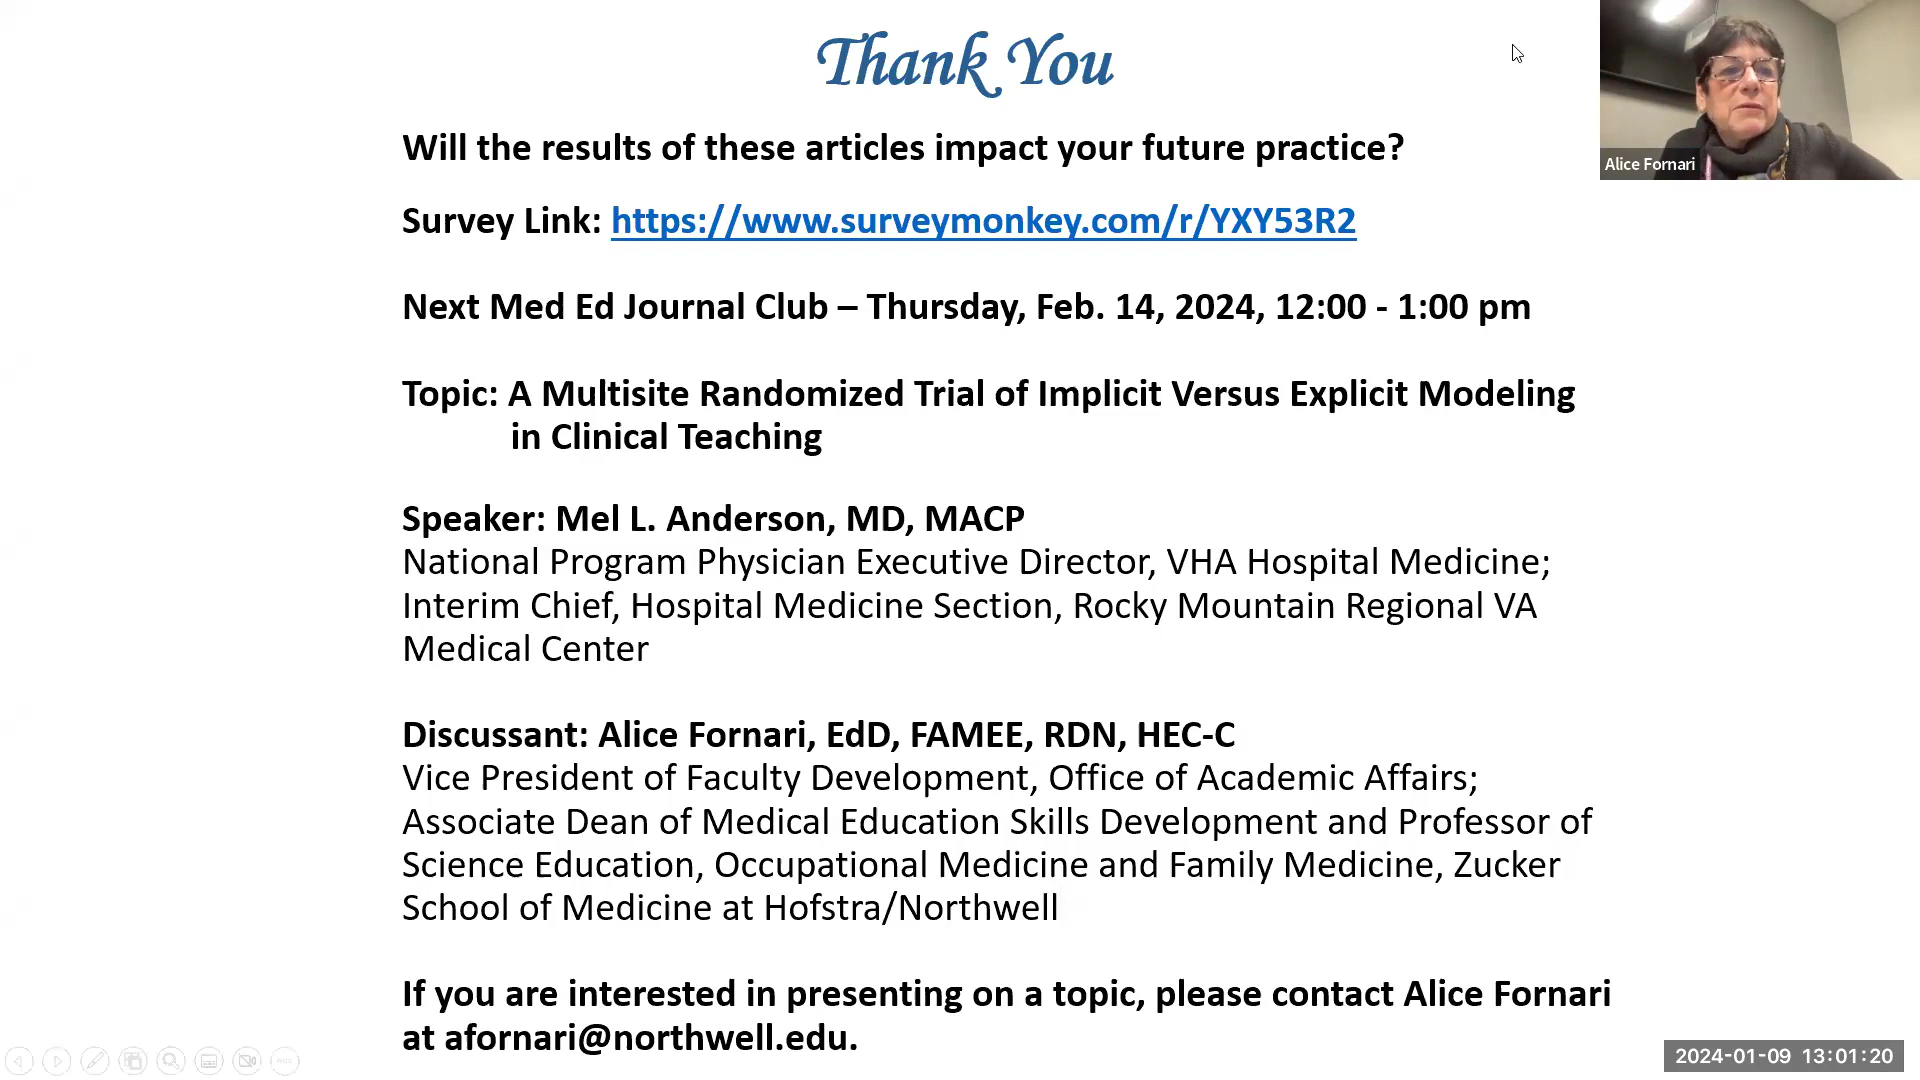 Thank You
Will the results of these articles impact your future practice?
Alice Fornari
Survey Link: https://www.surveymonkey.com/r/YXY53R2
Next Med Ed Journal Club – Thursday, Feb. 14, 2024, 12:00 - 1:00 pm
Topic: A Multisite Randomized Trial of Implicit Versus Explicit Modeling
in Clinical Teaching
Speaker: Mel L. Anderson, MD, MACP
National Program Physician Executive Director, VHA Hospital Medicine;
Interim Chief, Hospital Medicine Section, Rocky Mountain Regional VA
Medical Center
Discussant: Alice Fornari, EdD, FAMEE, RDN, HEC-C
Vice President of Faculty Development, Office of Academic Affairs;
Associate Dean of Medical Education Skills Development and Professor of
Science Education, Occupational Medicine and Family Medicine, Zucker
School of Medicine at Hofstra/Northwell
If you are interested in presenting on a topic, please contact Alice Fornari
at afornari@northwell.edu.
2024-01-09 13:01:20